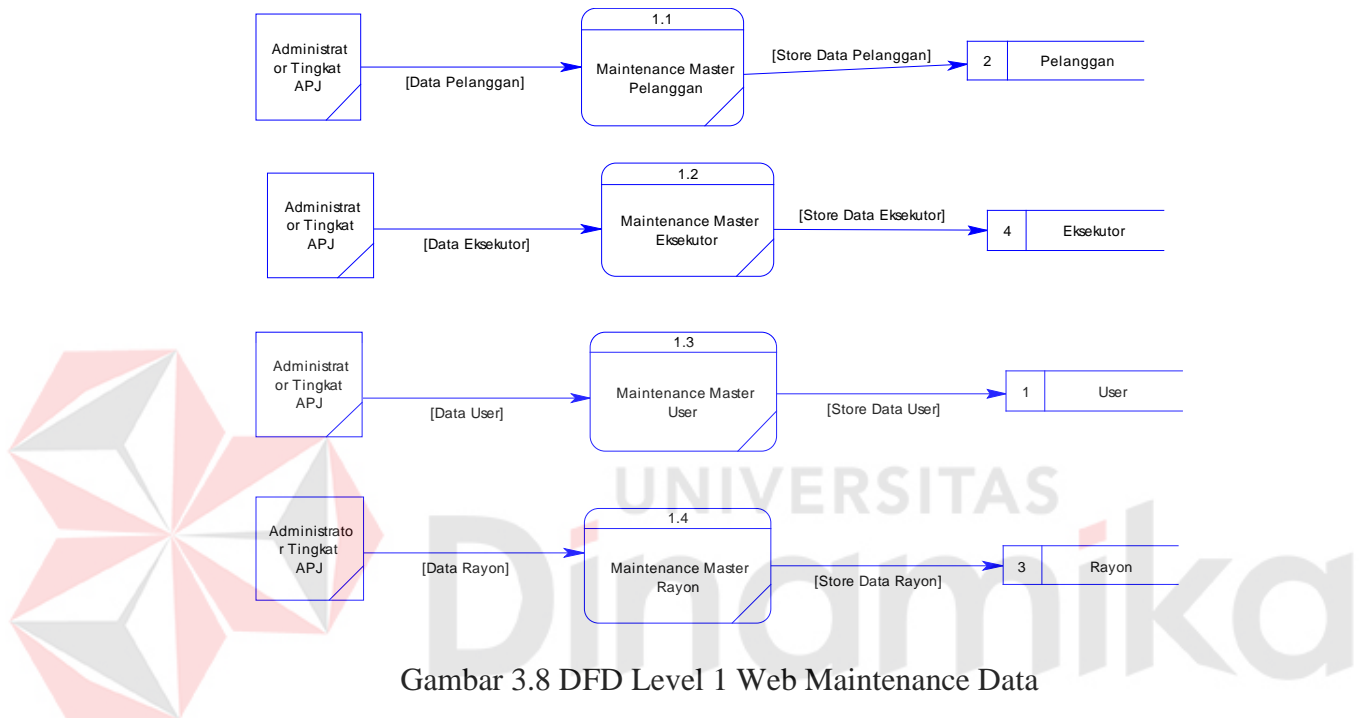 1.1
Administrat
or Tingkat
APJ
[Data Pelanggan]
Maintenance Master
Pelanggan
[Store Data Pelanggan]
2 Pelanggan
1.2
Administrat
or Tingkat
APJ
[Data Eksekutor]
Maintenance Master
Eksekutor
[Store Data Eksekutor]
4 Eksekutor
1.3
Administrat
or Tingkat
APJ
[Data User]
Maintenance Master
User
[Store Data User]
1 User
UNIVERSITAS
Dinamika
1.4
Administrato
r Tingkat
APJ
[Data Rayon]
Maintenance Master
Rayon
[Store Data Rayon]
3 Rayon
Gambar 3.8 DFD Level 1 Web Maintenance Data